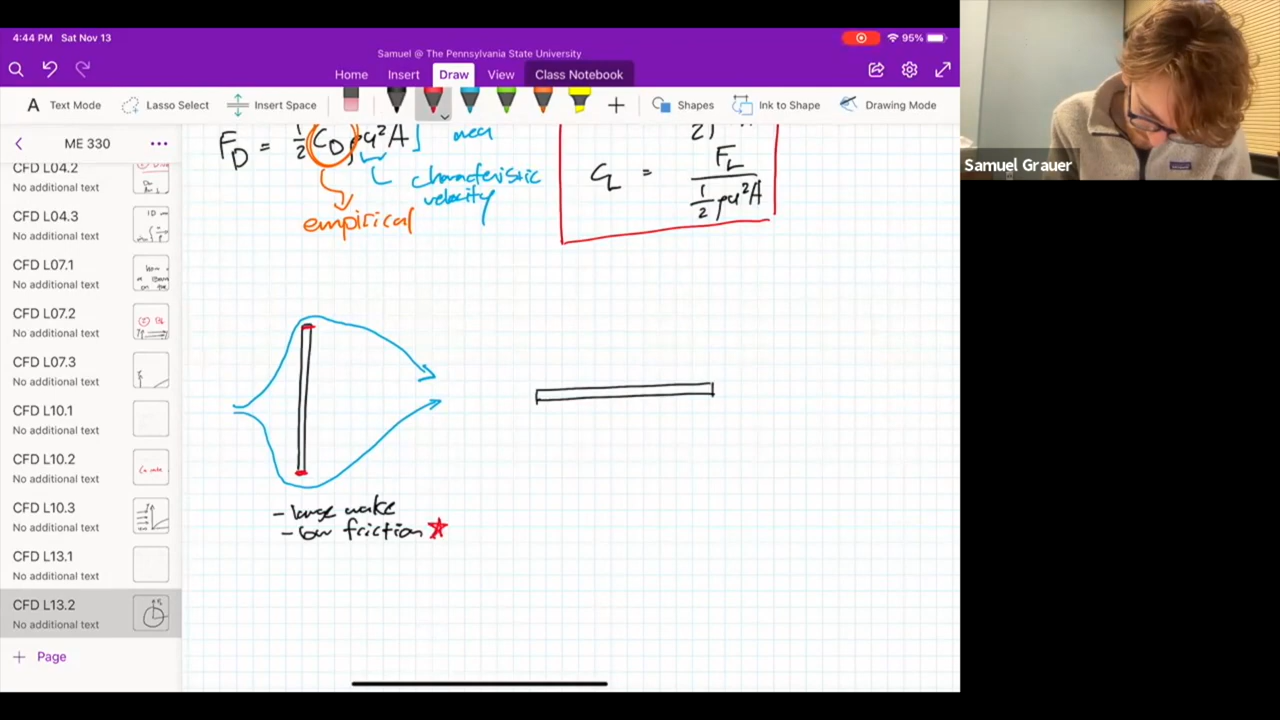 4:44 PM Sat Nov 13
95%
Samuel @ The Pennsylvania State University
Home Insert Draw View Class Notebook
A Text Mode Lasso Select Insert Space Shapes Ink to Shape Drawing Mode
ME 330
CFD L04.2
No additional text
CFD L04.3
No additional text
CFD L07.1
No additional text
CFD L07.2
No additional text
CFD L07.3
No additional text
CFD L10.1
No additional text
CFD L10.2
No additional text
CFD L10.3
No additional text
CFD L13.1
No additional text
CFD L13.2
No additional text
+ Page
F_D = 1/2 C_D ρu²A
area
characteristic
velocity
empirical
C_L = F_L / 1/2 ρu²A
- large wake
- low friction
Samuel Grauer